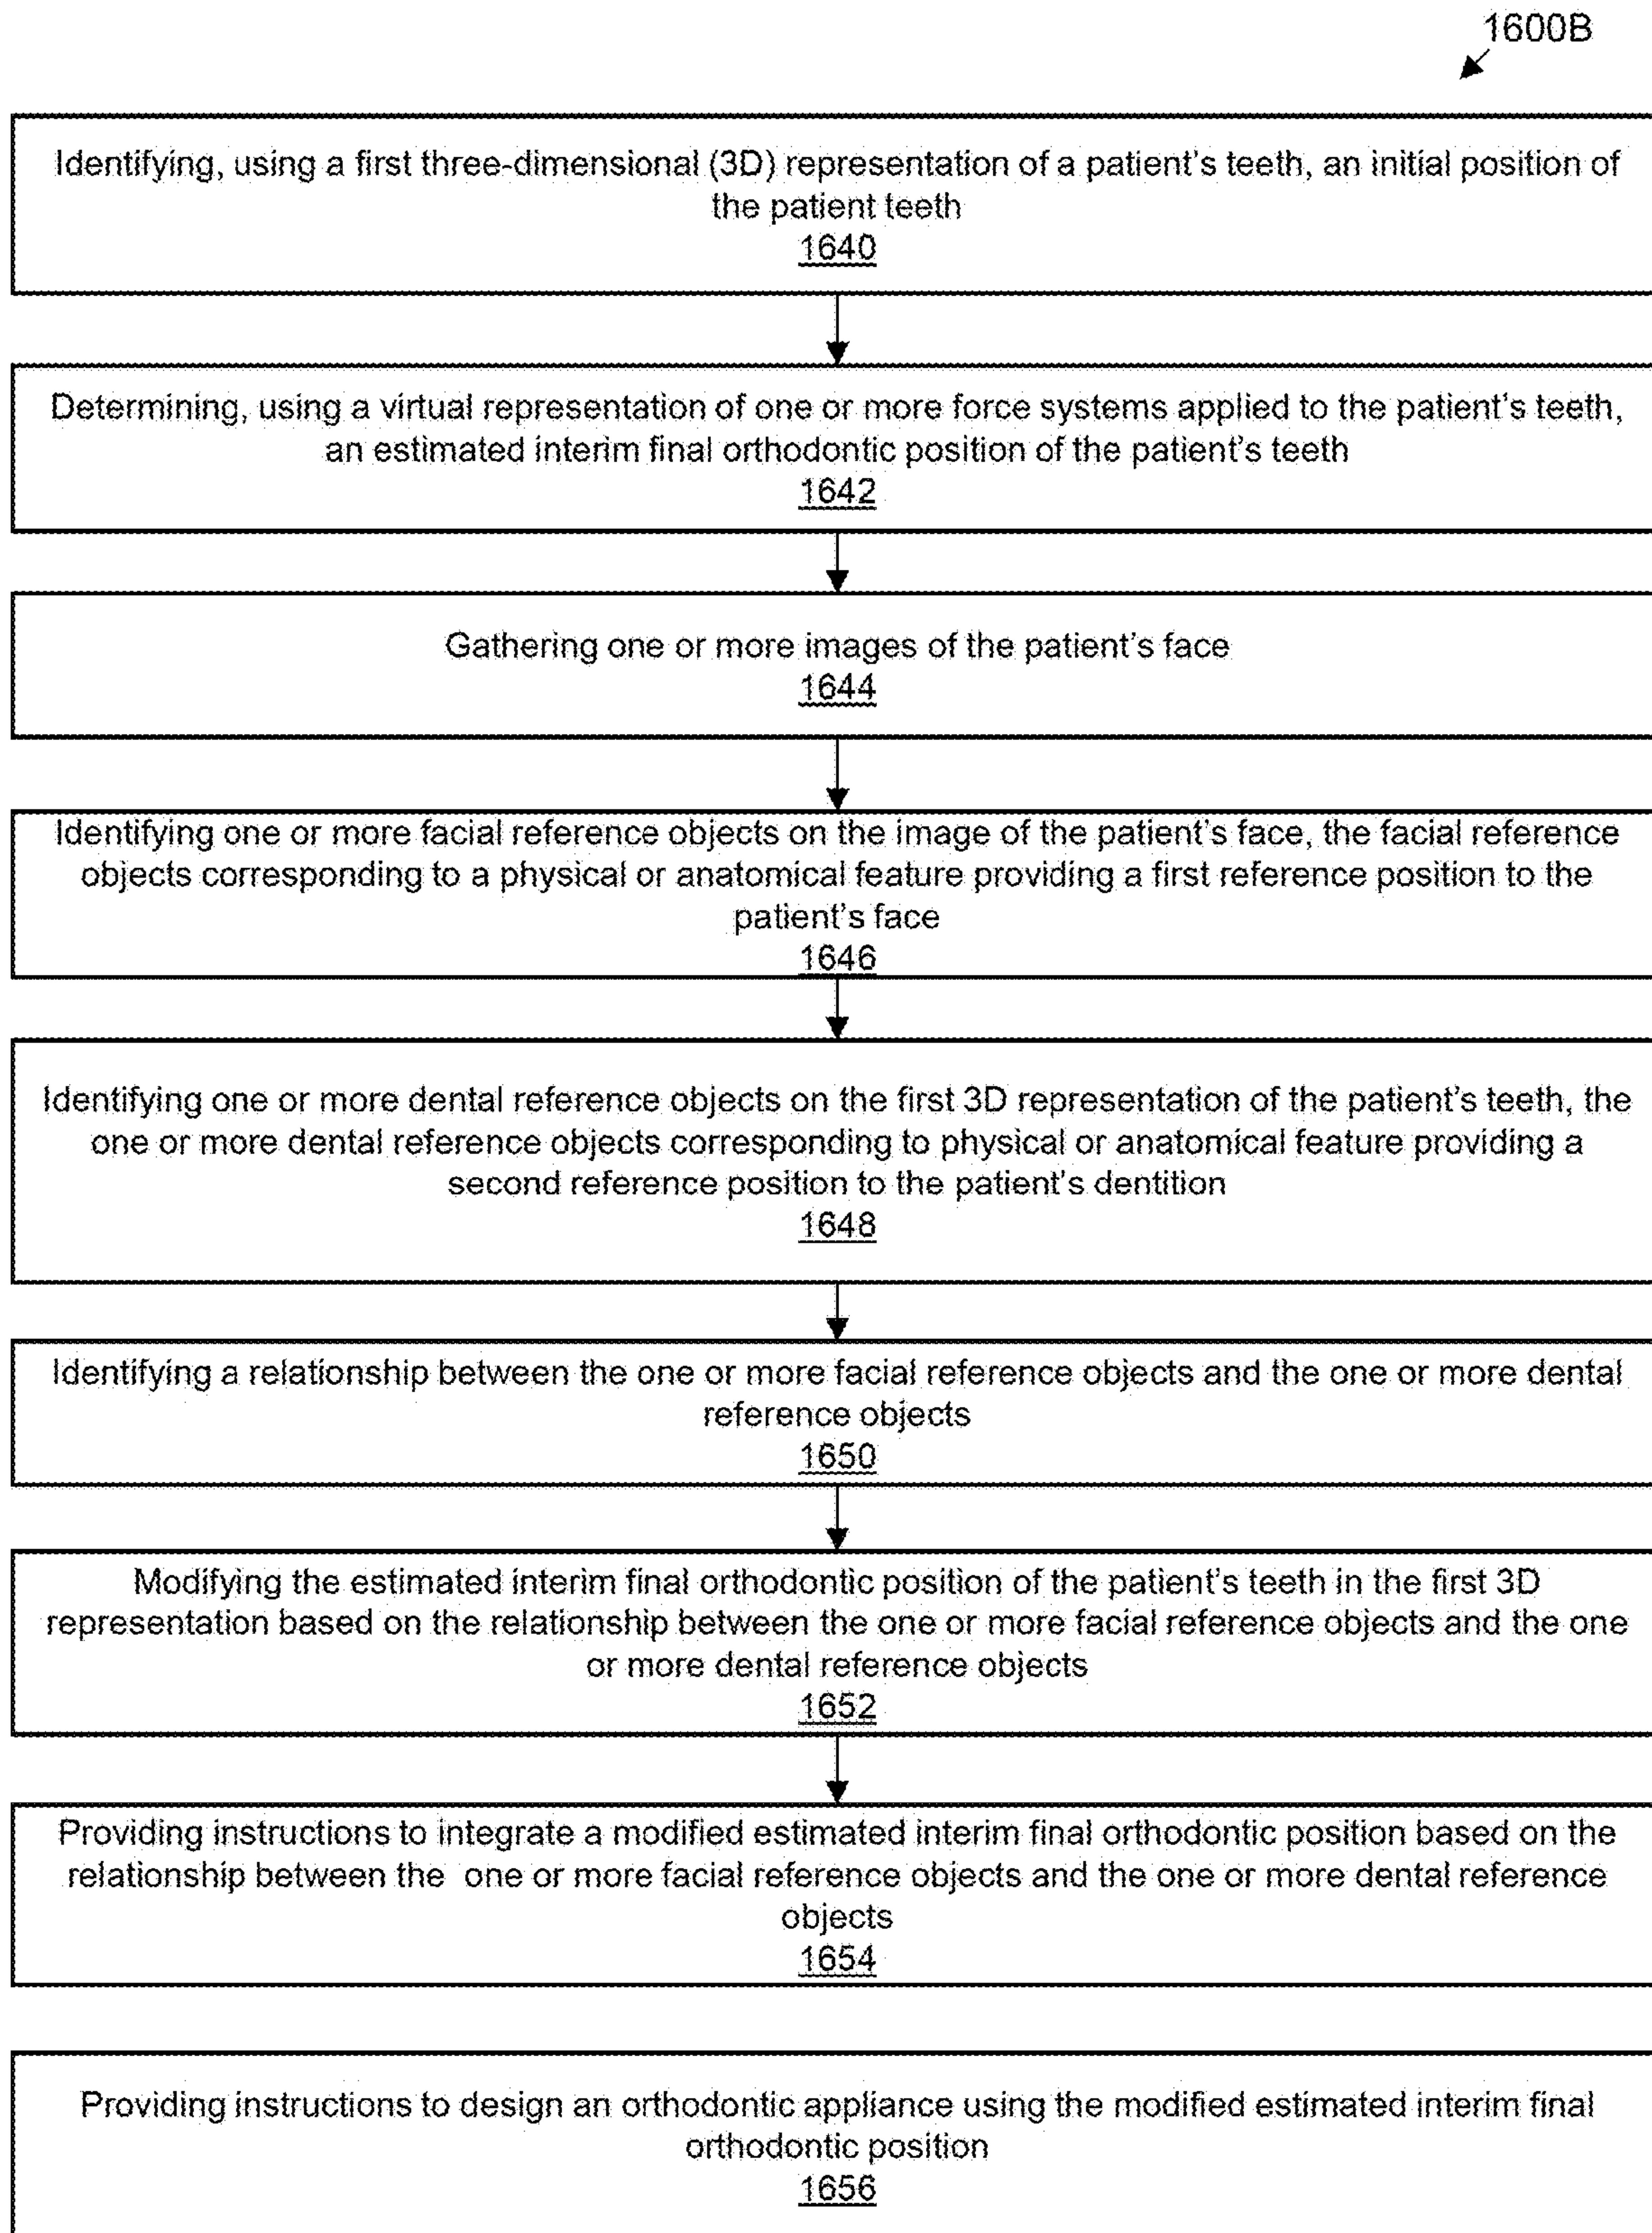 1600B
Identifying, using a first three-dimensional (3D) representation of a patient's teeth, an initial position of
the patient teeth
1640
Determining, using a virtual representation of one or more force systems applied to the patient's teeth,
an estimated interim final orthodontic position of the patient's teeth
1642
Gathering one or more images of the patient's face
1644
Identifying one or more facial reference objects on the image of the patient's face, the facial reference
objects corresponding to a physical or anatomical feature providing a first reference position to the
patient's face
1646
Identifying one or more dental reference objects on the first 3D representation of the patient's teeth, the
one or more dental reference objects corresponding to physical or anatomical feature providing a
second reference position to the patient's dentition
1648
Identifying a relationship between the one or more facial reference objects and the one or more dental
reference objects
1650
Modifying the estimated interim final orthodontic position of the patient's teeth in the first 3D
representation based on the relationship between the one or more facial reference objects and the one
or more dental reference objects
1652
Providing instructions to integrate a modified estimated interim final orthodontic position based on the
relationship between the one or more facial reference objects and the one or more dental reference
objects
1654
Providing instructions to design an orthodontic appliance using the modified estimated interim final
orthodontic position
1656